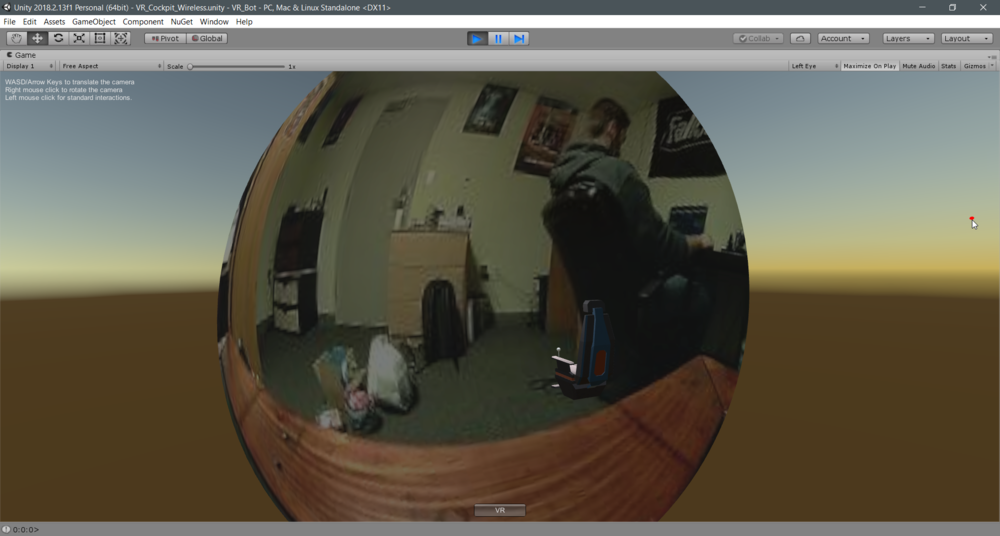 Unity 2018.2.13f1 Personal (64bit) - VR_Cockpit_Wireless.unity - VR_Bot - PC, Mac & Linux Standalone <DX11>
File Edit Assets GameObject Component NuGet Window Help
Pivot Global Collab Account Layers Layout
Game
Display 1 Free Aspect Scale 1x Left Eye Maximize On Play Mute Audio Stats Gizmos
WASD/Arrow Keys to translate the camera
Right mouse click to rotate the camera
Left mouse click for standard interactions.
VR
0:0:0>